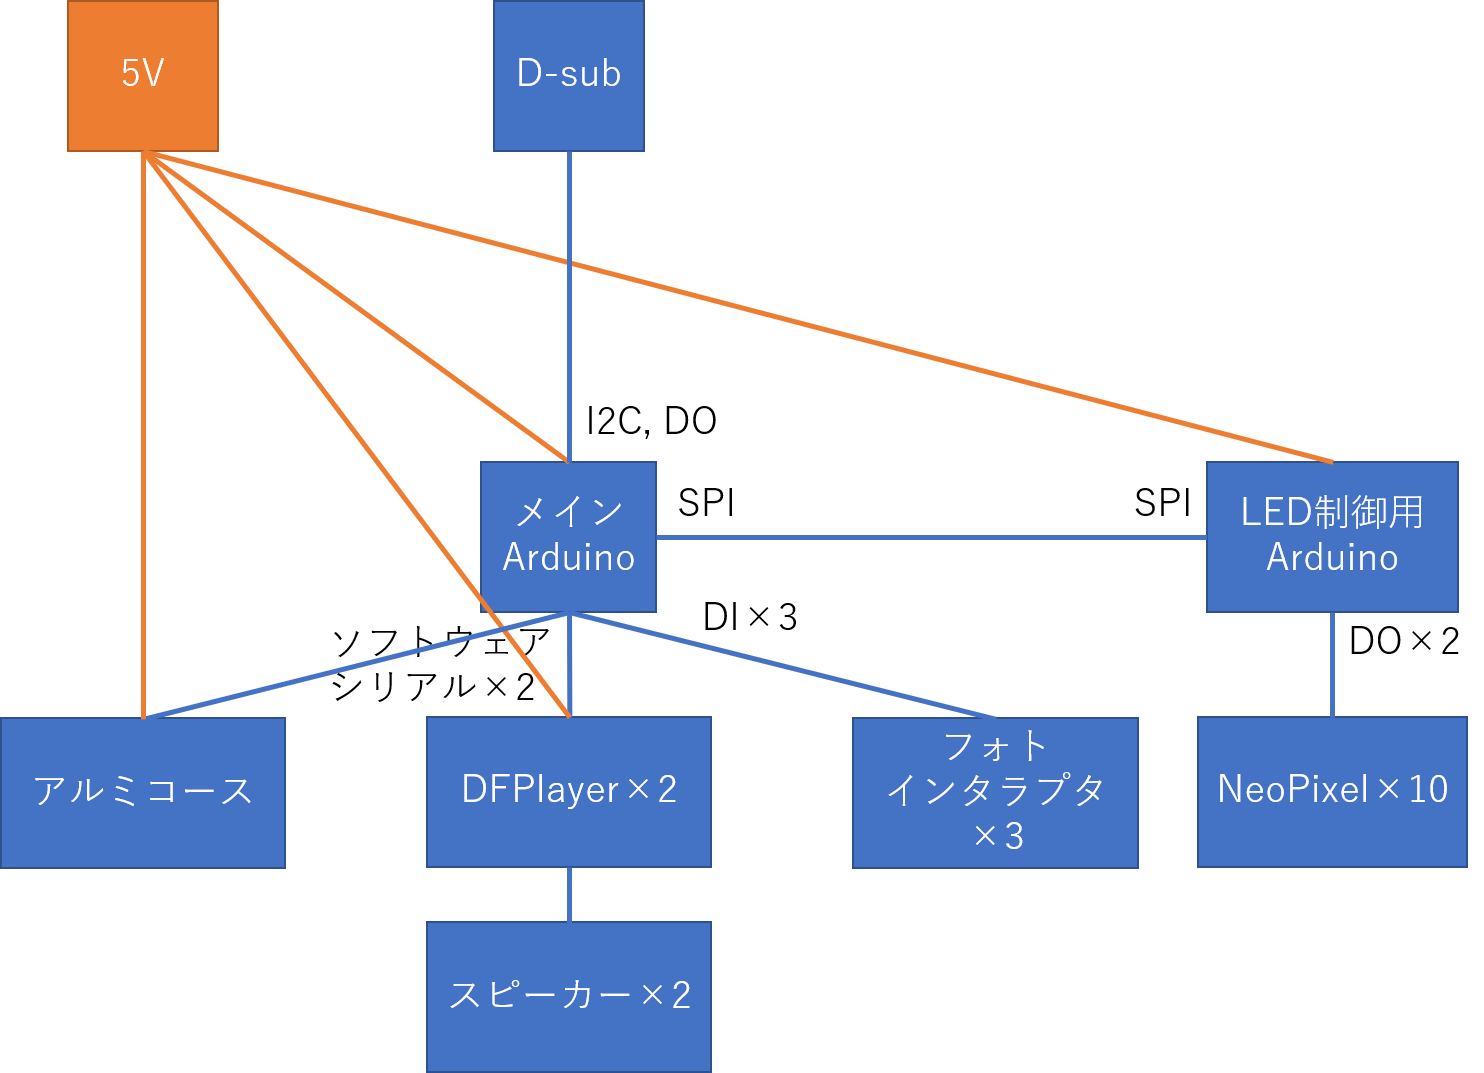 5V
D-sub
I2C, DO
メイン
Arduino
SPI
SPI
LED制御用
Arduino
ソフトウェア
シリアル×2
DI×3
DO×2
アルミコース
DFPlayer×2
フォト
インタラプタ
×3
NeoPixel×10
スピーカー×2